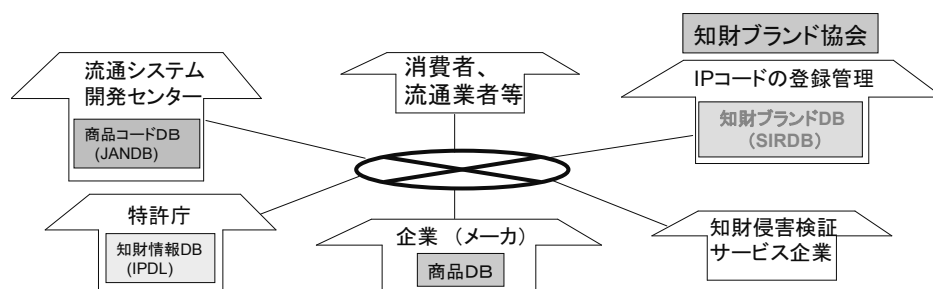 知財ブランド協会
流通システム
開発センター
商品コードDB
(JANDB)
消費者、
流通業者等
IPコードの登録管理
知財ブランドDB
(SIRDB)
特許庁
知財情報DB
(IPDL)
企業 (メーカ)
商品DB
知財侵害検証
サービス企業